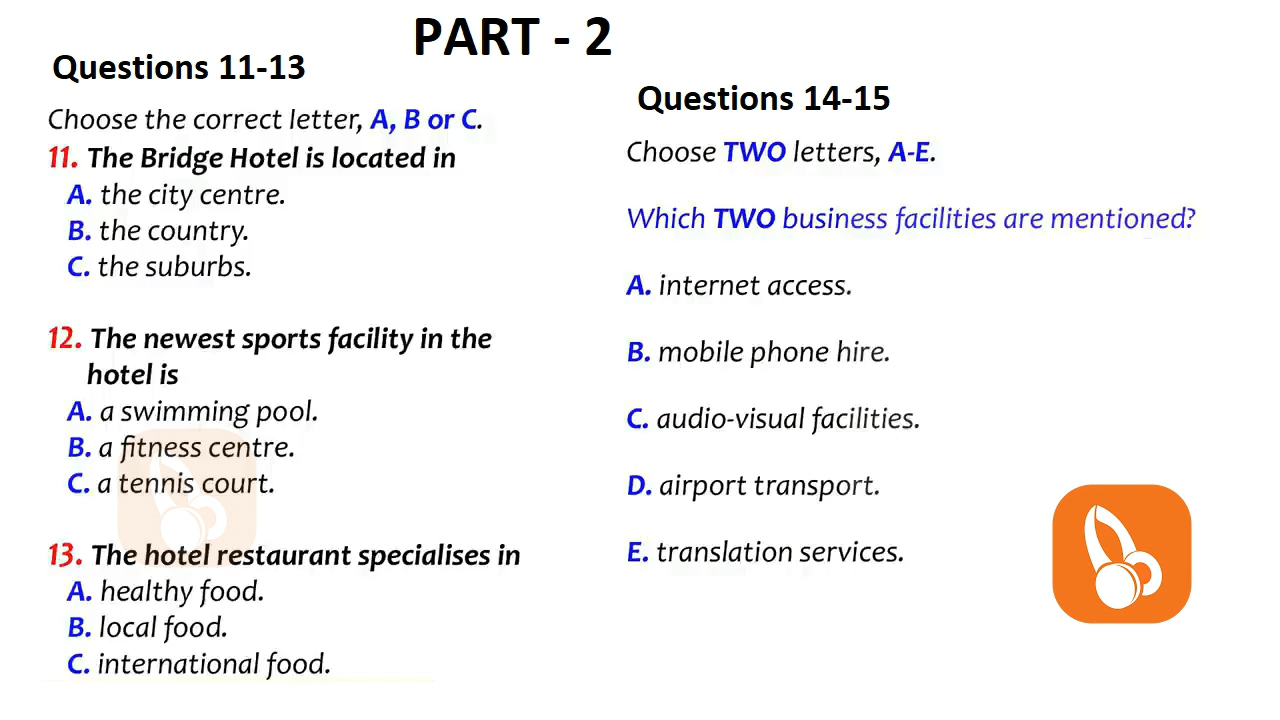 PART - 2
Questions 11-13
Choose the correct letter, A, B or C.
11. The Bridge Hotel is located in
A. the city centre.
B. the country.
C. the suburbs.
12. The newest sports facility in the
hotel is
A. a swimming pool.
B. a fitness centre.
C. a tennis court.
13. The hotel restaurant specialises in
A. healthy food.
B. local food.
C. international food.
Questions 14-15
Choose TWO letters, A-E.
Which TWO business facilities are mentioned?
A. internet access.
B. mobile phone hire.
C. audio-visual facilities.
D. airport transport.
E. translation services.